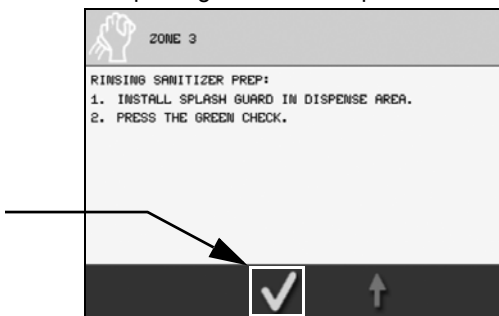 ZONE 3
RINSING SANITIZER PREP:
1. INSTALL SPLASH GUARD IN DISPENSE AREA.
2. PRESS THE GREEN CHECK.